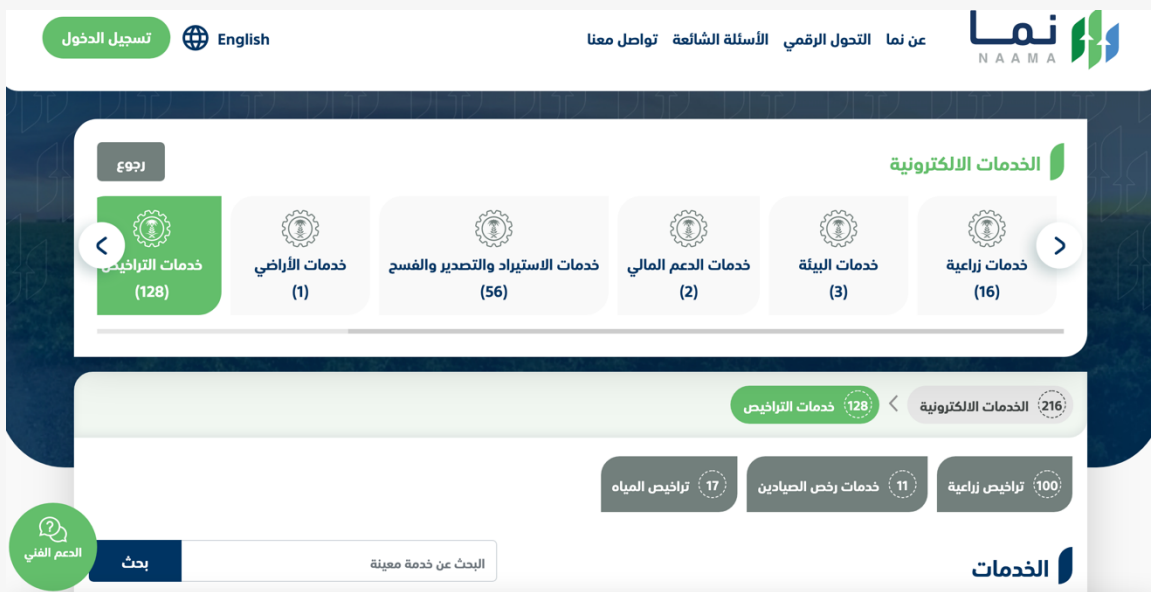 نما
NAAMA
عن نما
التحول الرقمي
الأسئلة الشائعة
تواصل معنا
English
تسجيل الدخول
الخدمات الالكترونية
رجوع
خدمات زراعية
(16)
خدمات البيئة
(3)
خدمات الدعم المالي
(2)
خدمات الاستيراد والتصدير والفسح
(56)
خدمات الأراضي
(1)
خدمات التراخيص
(128)
216 الخدمات الالكترونية
128 خدمات التراخيص
100 تراخيص زراعية
11 خدمات رخص الصيادين
17 تراخيص المياه
الخدمات
البحث عن خدمة معينة
بحث
الدعم الفني